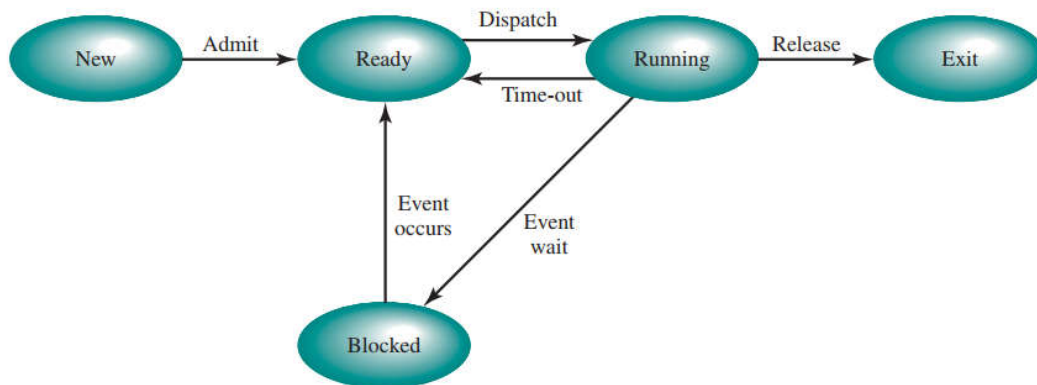 Dispatch
New
Admit
Ready
Running
Release
Exit
Time-out
Event
occurs
Event
wait
Blocked